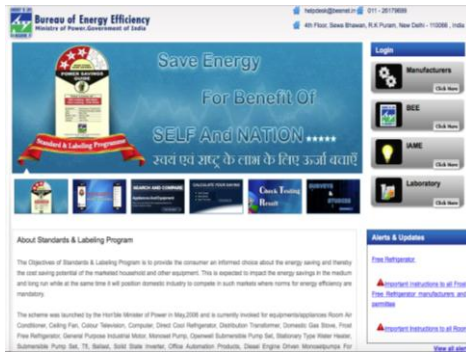 Bureau of Energy Efficiency
Ministry of Power.Government of India
helpdesk@beenet.in 011 - 26179699
4th Floor, Sewa Bhawan, R.K Puram, New Delhi - 110066 , India
Save Energy
For Benefit Of
SELF And NATION
स्वयं एवं राष्ट्र के लाभ के लिए ऊर्जा बचाएँ
POWER SAVINGS
GUIDE
Standard & Labeling Programme
SEARCH AND COMPARE
CALCULATE YOUR SAVING
Check Testing
Result
Login
Manufacturers
Click Here
BEE
Click Here
IAME
Click Here
Laboratory
Click Here
About Standards & Labeling Program
The Objectives of Standards & Labeling Program is to provide the consumer an informed choice about the energy saving and thereby
the cost saving potential of the marketed household and other equipment. This is expected to impact the energy savings in the medium
and long run while at the same time it will position domestic industry to compete in such markets where norms for energy efficiency are
mandatory.
The scheme was launched by the Hon'ble Minister of Power in May,2006 and is currently invoked for equipments/appliances Room Air
Conditioner, Ceiling Fan, Colour Television, Computer, Direct Cool Refrigerator, Distribution Transformer, Domestic Gas Stove, Frost
Free Refrigerator, General Purpose Industrial Motor, Monoset Pump, Openwell Submersible Pump Set, Stationary Type Water Heater,
Submersible Pump Set, Tfl, Ballast, Solid State Inverter, Office Automation Products, Diesel Engine Driven Monosetpumps For
Alerts & Updates
Free Refrigerator.
Important Instructions to all Frost
Free Refrigerator manufacturers and
permittee
Important Instructions to all Room
View all alert